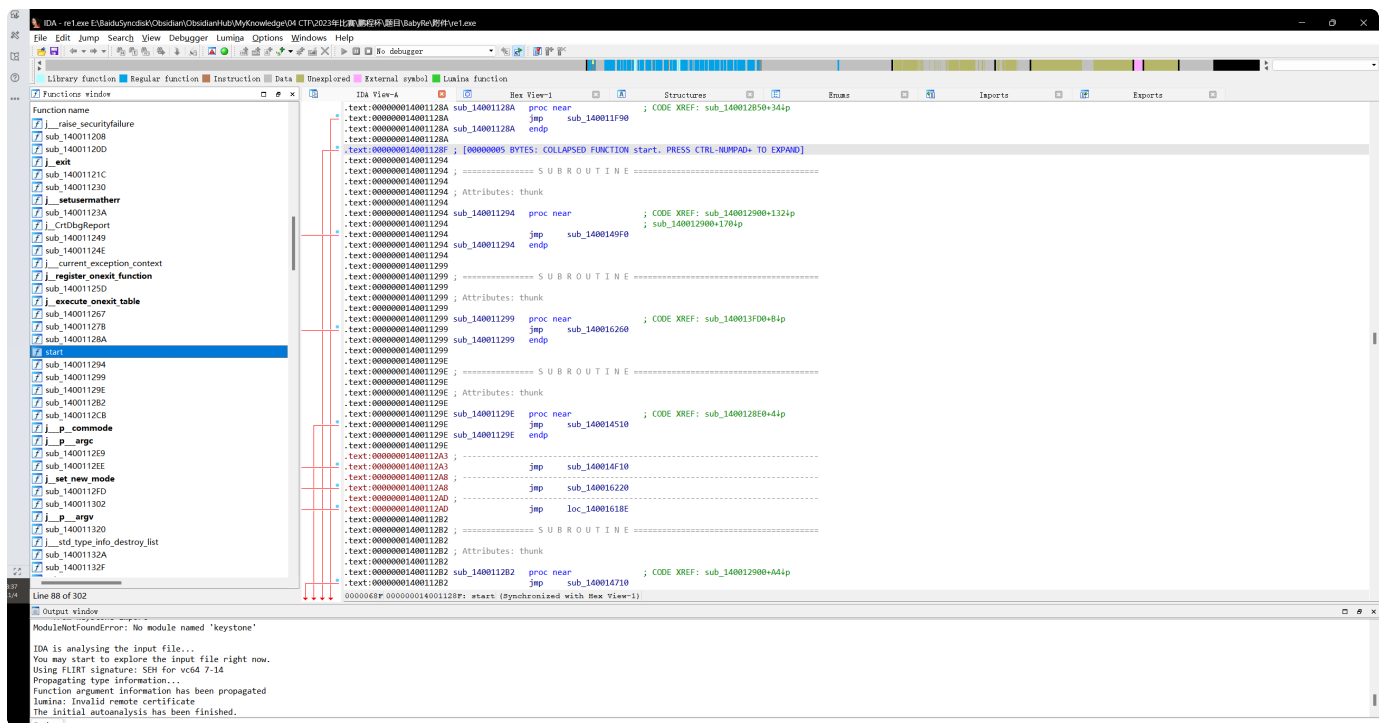 IDA - re1.exe E:\BaiduSyncdisk\Obsidian\ObsidianHub\MyKnowledge\04 CTF\2023年比赛\鹏程杯\题目\BabyRe\附件\re1.exe
File Edit Jump Search View Debugger Lumina Options Windows Help
No debugger
Library function Regular function Instruction Data Unexplored External symbol Lumina function
Functions window
IDA View-A Hex View-1 Structures Enums Imports Exports
Function name
j__raise_securityfailure
sub_140011208
sub_14001120D
j_exit
sub_14001121C
sub_140011230
j__setusermatherr
sub_14001123A
j_CrtDbgReport
sub_140011249
sub_14001124E
j__current_exception_context
j__register_onexit_function
sub_14001125D
j__execute_onexit_table
sub_140011267
sub_14001127B
sub_14001128A
start
sub_140011294
sub_140011299
sub_14001129E
sub_1400112B2
sub_1400112CB
j__p__commode
j__p__argc
sub_1400112E9
sub_1400112EE
j__set_new_mode
sub_1400112FD
sub_140011302
j__p__argv
sub_140011320
j__std_type_info_destroy_list
sub_14001132A
sub_14001132F
Line 88 of 302
.text:000000014001128A sub_14001128A proc near ; CODE XREF: sub_140012B50+34↓p
.text:000000014001128A jmp sub_140011F90
.text:000000014001128A sub_14001128A endp
.text:000000014001128A
.text:000000014001128F ; [00000005 BYTES: COLLAPSED FUNCTION start. PRESS CTRL-NUMPAD+ TO EXPAND]
.text:0000000140011294
.text:0000000140011294 ; =============== S U B R O U T I N E =======================================
.text:0000000140011294
.text:0000000140011294 ; Attributes: thunk
.text:0000000140011294
.text:0000000140011294 sub_140011294 proc near ; CODE XREF: sub_140012900+132↓p
.text:0000000140011294 ; sub_140012900+170↓p
.text:0000000140011294 jmp sub_1400149F0
.text:0000000140011294 sub_140011294 endp
.text:0000000140011294
.text:0000000140011299
.text:0000000140011299 ; =============== S U B R O U T I N E =======================================
.text:0000000140011299
.text:0000000140011299 ; Attributes: thunk
.text:0000000140011299
.text:0000000140011299 sub_140011299 proc near ; CODE XREF: sub_140013FD0+B↓p
.text:0000000140011299 jmp sub_140016260
.text:0000000140011299 sub_140011299 endp
.text:0000000140011299
.text:000000014001129E
.text:000000014001129E ; =============== S U B R O U T I N E =======================================
.text:000000014001129E
.text:000000014001129E ; Attributes: thunk
.text:000000014001129E
.text:000000014001129E sub_14001129E proc near ; CODE XREF: sub_1400128E0+4↓p
.text:000000014001129E jmp sub_140014510
.text:000000014001129E sub_14001129E endp
.text:000000014001129E
.text:00000001400112A3 ; ---------------------------------------------------------------------------
.text:00000001400112A3 jmp sub_140014F10
.text:00000001400112A8 ; ---------------------------------------------------------------------------
.text:00000001400112A8 jmp sub_140016220
.text:00000001400112AD ; ---------------------------------------------------------------------------
.text:00000001400112AD jmp loc_14001618E
.text:00000001400112B2
.text:00000001400112B2 ; =============== S U B R O U T I N E =======================================
.text:00000001400112B2
.text:00000001400112B2 ; Attributes: thunk
.text:00000001400112B2
.text:00000001400112B2 sub_1400112B2 proc near ; CODE XREF: sub_140012900+A4↓p
.text:00000001400112B2 jmp sub_140014710
0000068F 000000014001128F: start (Synchronized with Hex View-1)
Output window
ModuleNotFoundError: No module named 'keystone'
IDA is analysing the input file...
You may start to explore the input file right now.
Using FLIRT signature: SEH for vc64 7-14
Propagating type information...
Function argument information has been propagated
lumina: Invalid remote certificate
The initial autoanalysis has been finished.